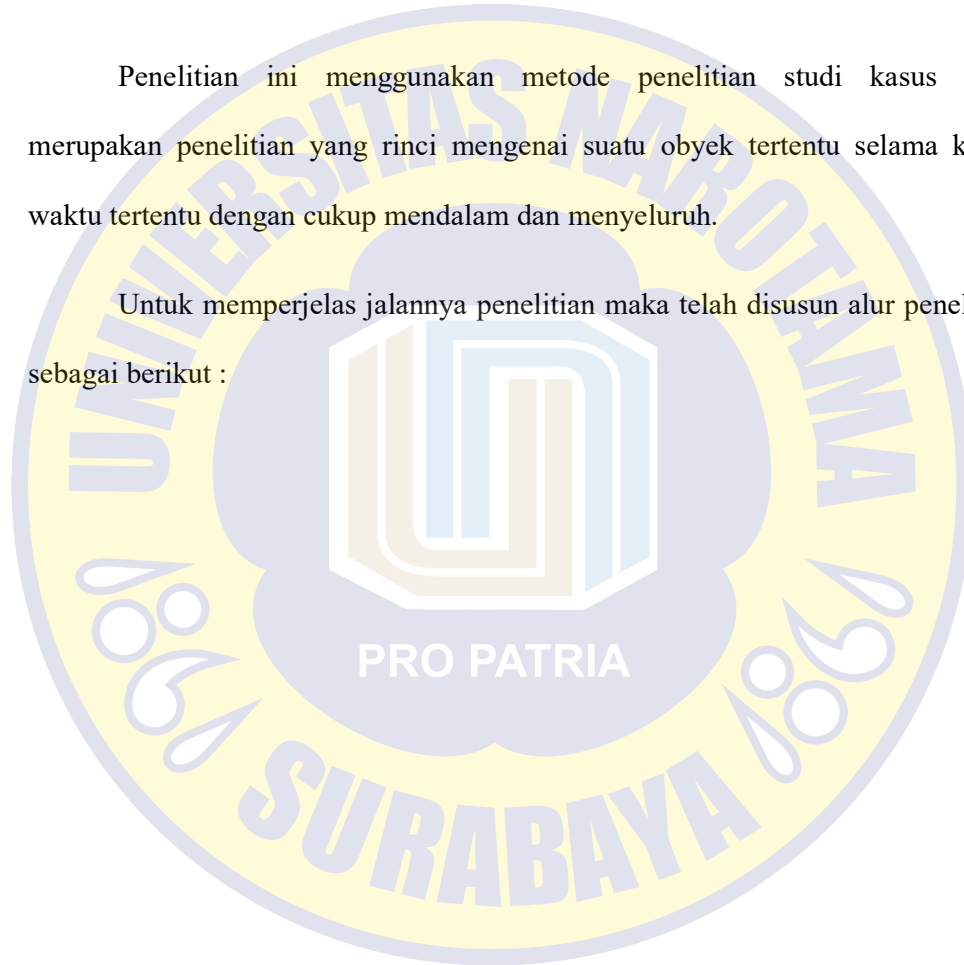 Penelitian ini menggunakan metode penelitian studi kasus
merupakan penelitian yang rinci mengenai suatu obyek tertentu selama k
waktu tertentu dengan cukup mendalam dan menyeluruh.
Untuk memperjelas jalannya penelitian maka telah disusun alur penel
sebagai berikut :
UNIVERSITAS NAROTAMA
PRO PATRIA
SURABAYA